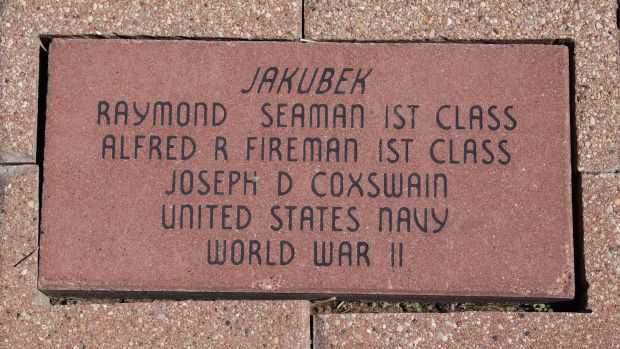 JAKUBEK
RAYMOND SEAMAN 1ST CLASS
ALFRED R FIREMAN 1ST CLASS
JOSEPH D COXSWAIN
UNITED STATES NAVY
WORLD WAR II